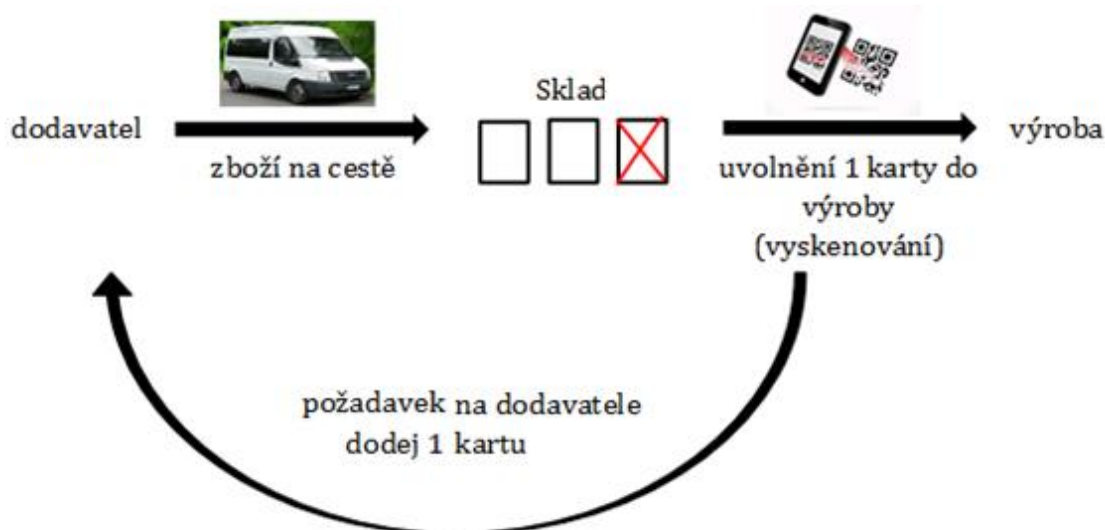 dodavatel
zboží na cestě
Sklad
uvolnění 1 karty do
výroby
(vyskenování)
výroba
požadavek na dodavatele
dodej 1 kartu